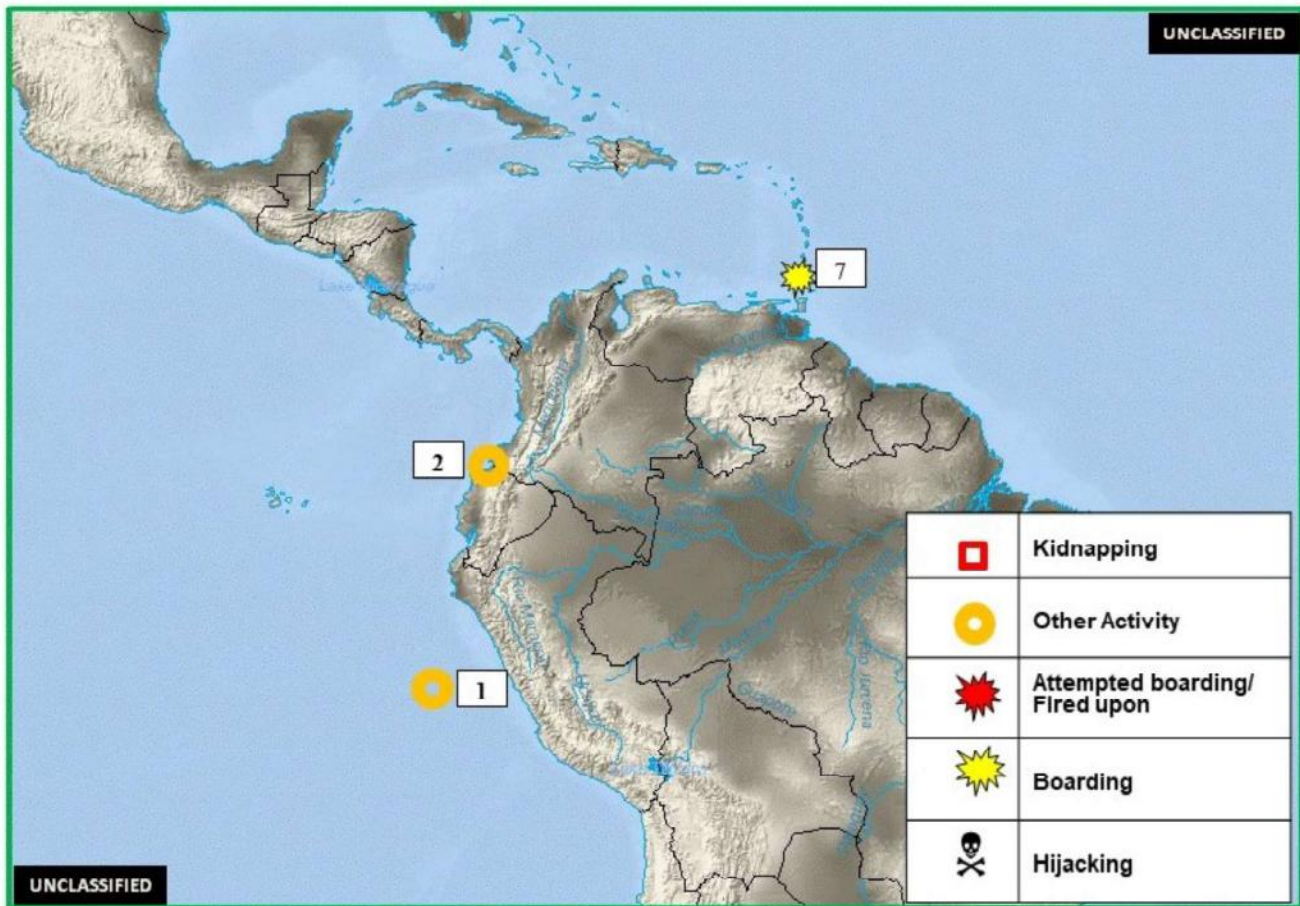 UNCLASSIFIED
7
2
1
Kidnapping
Other Activity
Attempted boarding/
Fired upon
Boarding
Hijacking
UNCLASSIFIED